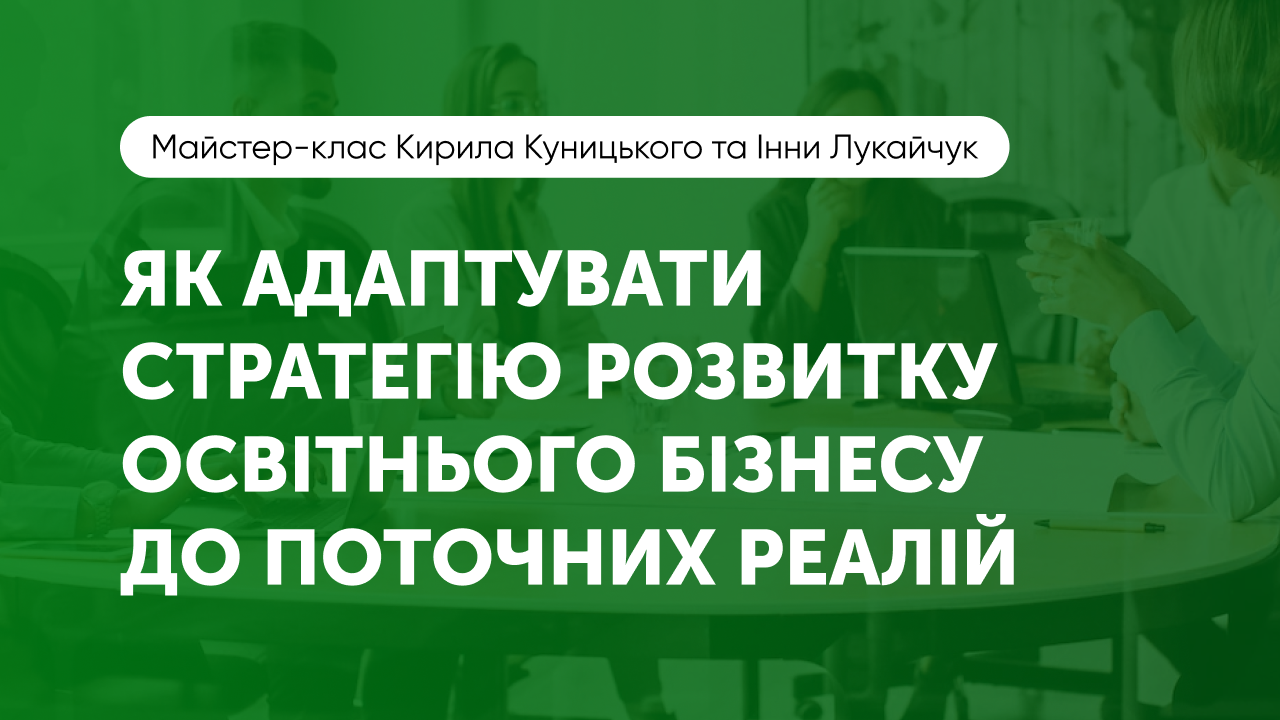 Майстер-клас Кирила Куницького та Інни Лукайчук
ЯК АДАПТУВАТИ
СТРАТЕГІЮ РОЗВИТКУ
ОСВІТНЬОГО БІЗНЕСУ
ДО ПОТОЧНИХ РЕАЛІЙ